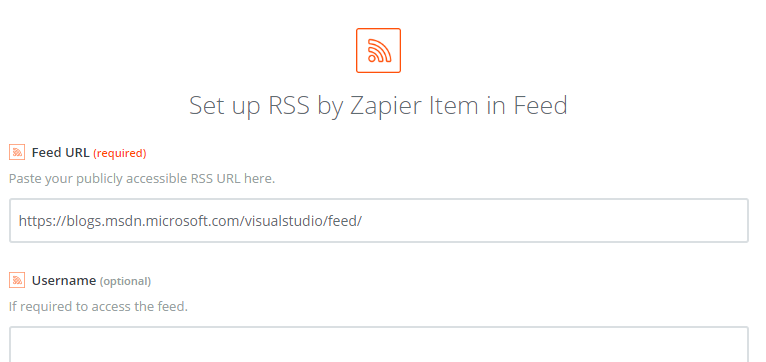 Set up RSS by Zapier Item in Feed
Feed URL (required)
Paste your publicly accessible RSS URL here.
https://blogs.msdn.microsoft.com/visualstudio/feed/
Username (optional)
If required to access the feed.